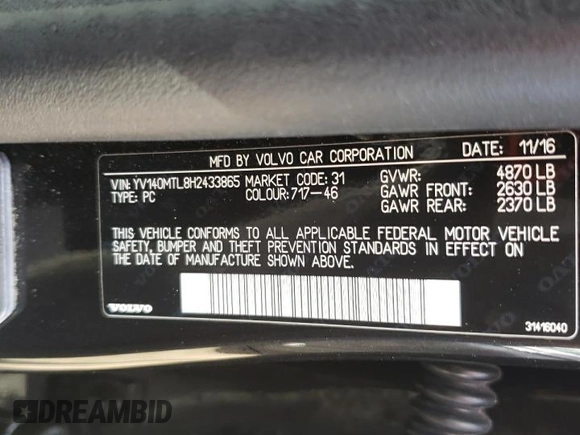 MFD BY VOLVO CAR CORPORATION DATE: 11/16
VIN: YV140MTL8H2433865 MARKET CODE: 31 GVWR: 4870 LB
TYPE: PC COLOUR: 717-46 GAWR FRONT: 2630 LB
GAWR REAR: 2370 LB
THIS VEHICLE CONFORMS TO ALL APPLICABLE FEDERAL MOTOR VEHICLE
SAFETY, BUMPER AND THEFT PREVENTION STANDARDS IN EFFECT ON
THE DATE OF MANUFACTURE SHOWN ABOVE.
VOLVO 31416040
DREAMBID